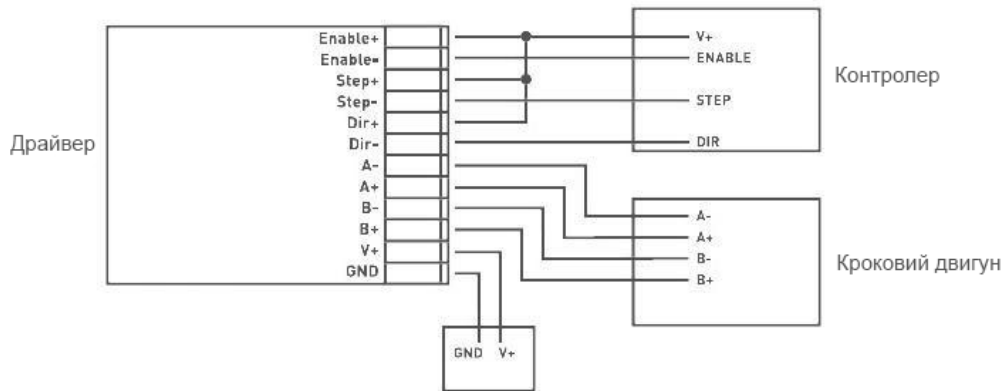 Драйвер
Enable+
Enable-
Step+
Step-
Dir+
Dir-
A-
A+
B-
B+
V+
GND
V+
ENABLE
STEP
DIR
Контролер
A-
A+
B-
B+
Кроковий двигун
GND V+